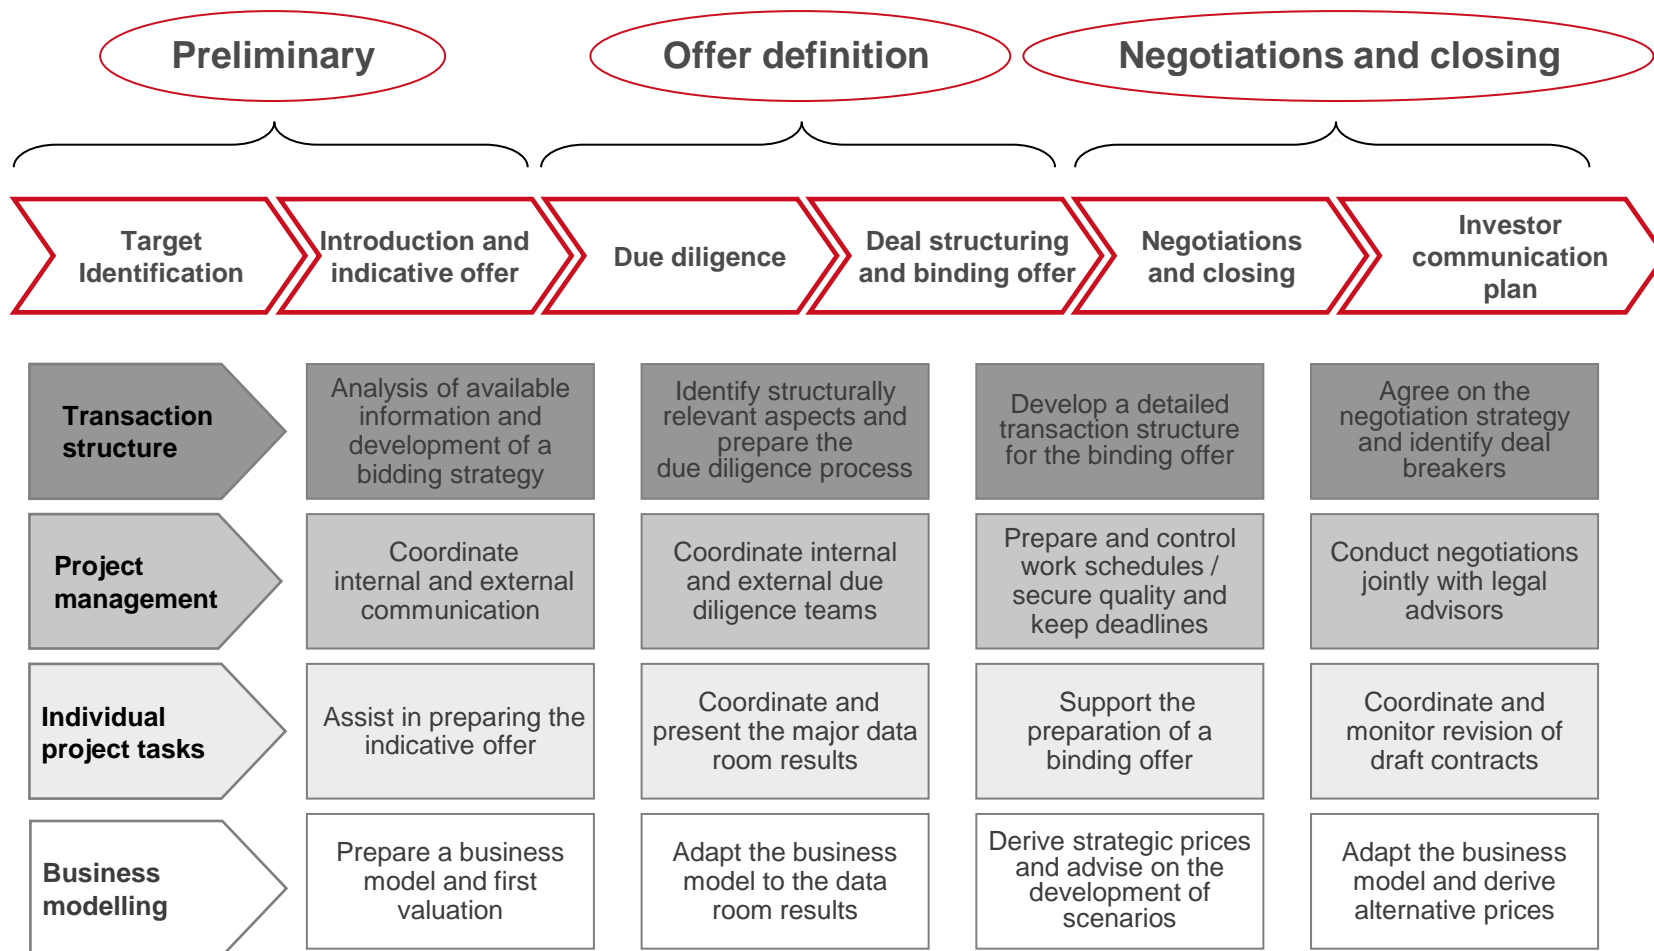 Preliminary
Offer definition
Negotiations and closing
Target
Identification
Introduction and
indicative offer
Due diligence
Deal structuring
and binding offer
Negotiations
and closing
Investor
communication
plan
Transaction
structure
Analysis of available
information and
development of a
bidding strategy
Identify structurally
relevant aspects and
prepare the
due diligence process
Develop a detailed
transaction structure
for the binding offer
Agree on the
negotiation strategy
and identify deal
breakers
Project
management
Coordinate
internal and external
communication
Coordinate internal
and external due
diligence teams
Prepare and control
work schedules /
secure quality and
keep deadlines
Conduct negotiations
jointly with legal
advisors
Individual
project tasks
Assist in preparing the
indicative offer
Coordinate and
present the major data
room results
Support the
preparation of a
binding offer
Coordinate and
monitor revision of
draft contracts
Business
modelling
Prepare a business
model and first
valuation
Adapt the business
model to the data
room results
Derive strategic prices
and advise on the
development of
scenarios
Adapt the business
model and derive
alternative prices